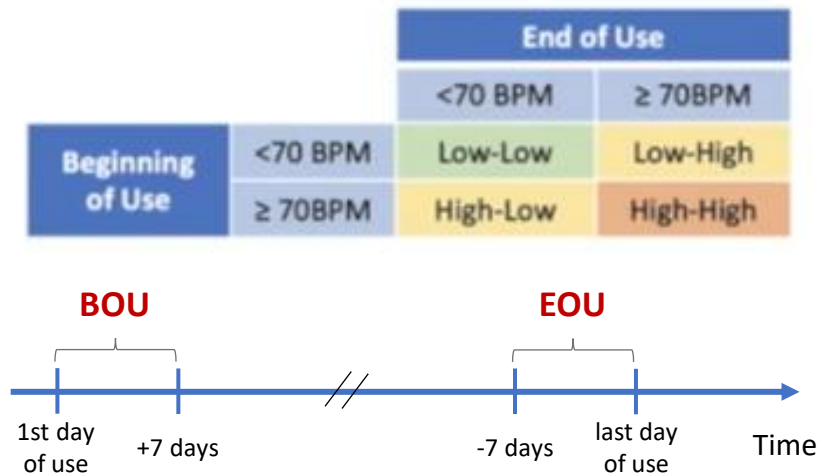 End of Use
<70 BPM ≥ 70BPM
Beginning
of Use
<70 BPM Low-Low Low-High
≥ 70BPM High-Low High-High
BOU EOU
1st day
of use
+7 days
-7 days
last day
of use
Time